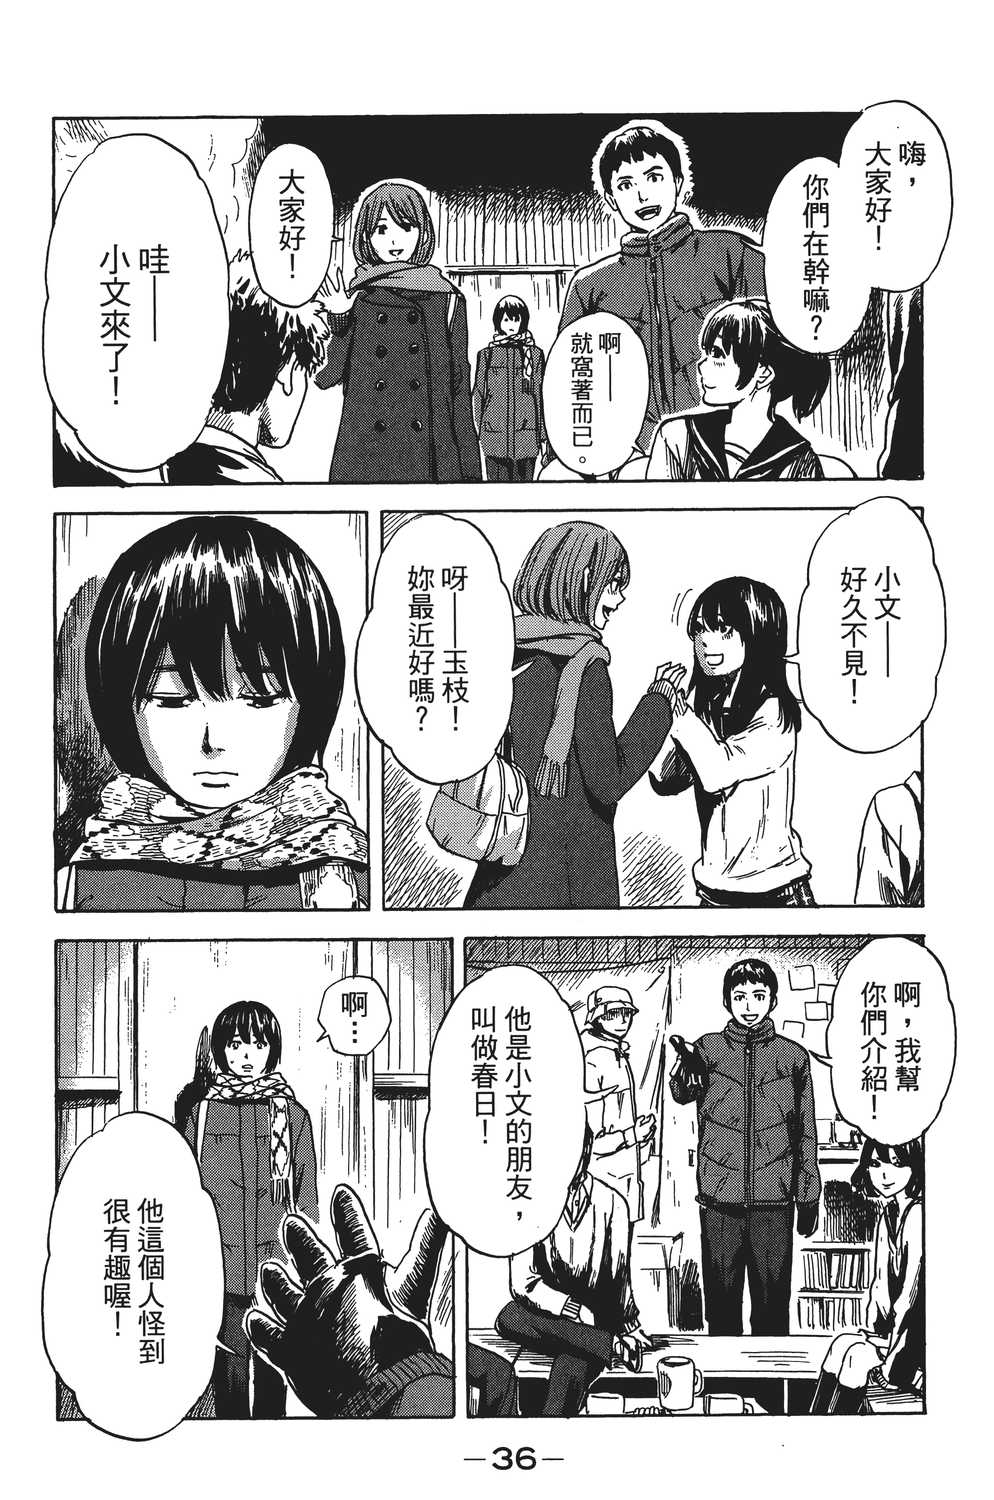 嗨，
大家好！
你們在幹嘛？
啊——
就窩著而已。
大家好！
哇——
小文來了！
小文——
好久不見！
呀——玉枝！
妳最近好嗎？
啊，我幫
你們介紹！
他是小文的朋友，
叫做春日！
啊…
他這個人怪到
很有趣喔！
—36—